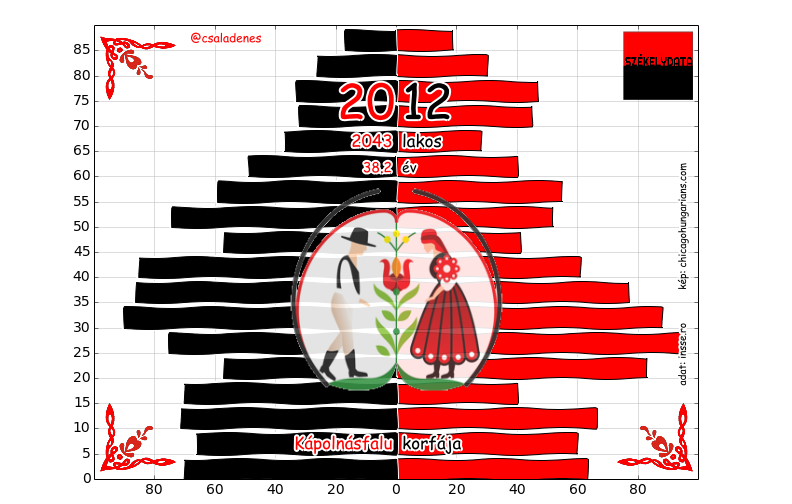 @csaladenes
SZÉKELYDATA
2012
2043 lakos
38.2 év
kép: chicagohungarians.com
adat: insse.ro
Kápolnásfalu korfája
85
80
75
70
65
60
55
50
45
40
35
30
25
20
15
10
5
0
80 60 40 20 0 20 40 60 80